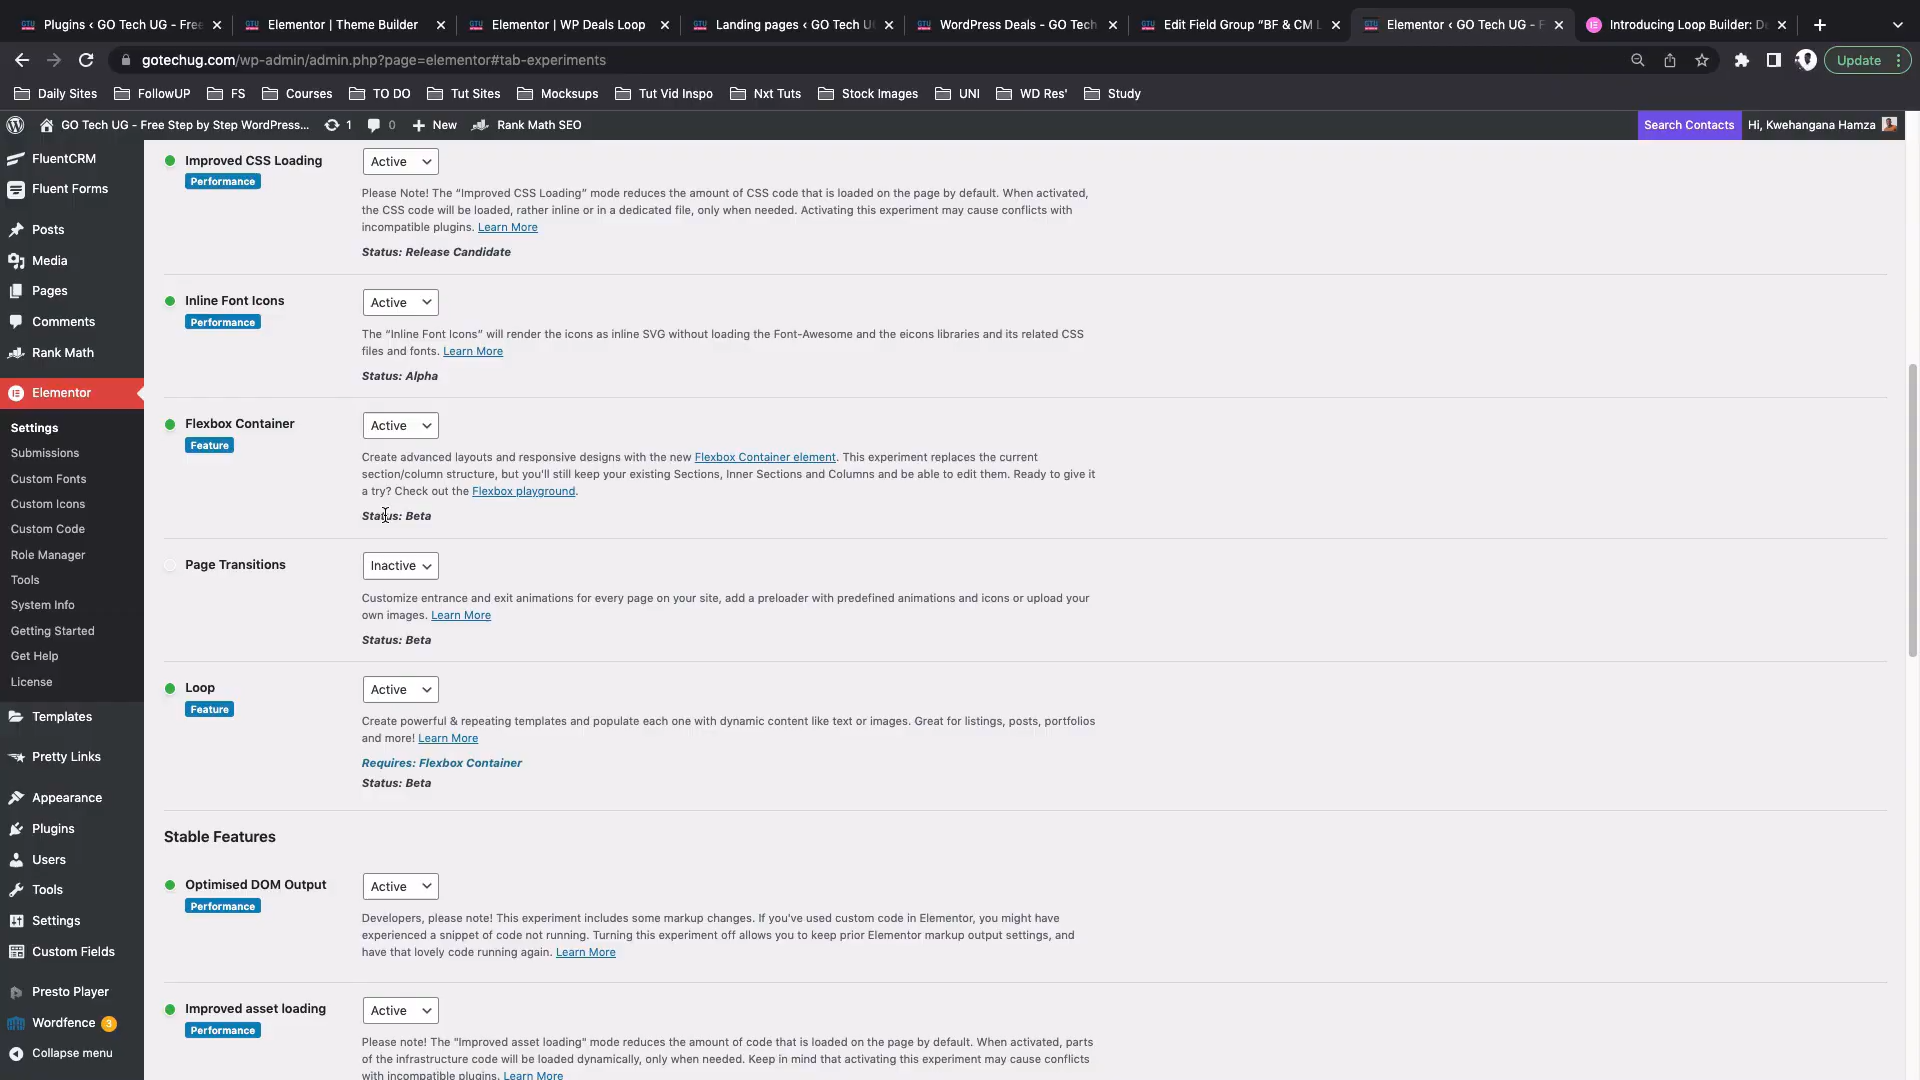 Plugins ‹ GO Tech UG - Free
Elementor | Theme Builder
Elementor | WP Deals Loop
Landing pages ‹ GO Tech U
WordPress Deals - GO Tech
Edit Field Group "BF & CM L
Elementor ‹ GO Tech UG - F
Introducing Loop Builder: De
gotechug.com/wp-admin/admin.php?page=elementor#tab-experiments
Update
Daily Sites
FollowUP
FS
Courses
TO DO
Tut Sites
Mocksups
Tut Vid Inspo
Nxt Tuts
Stock Images
UNI
WD Res'
Study
GO Tech UG - Free Step by Step WordPress...
1
0
New
Rank Math SEO
Search Contacts
Hi, Kwehangana Hamza
FluentCRM
Fluent Forms
Posts
Media
Pages
Comments
Rank Math
Elementor
Settings
Submissions
Custom Fonts
Custom Icons
Custom Code
Role Manager
Tools
System Info
Getting Started
Get Help
License
Templates
Pretty Links
Appearance
Plugins
Users
Tools
Settings
Custom Fields
Presto Player
Wordfence 3
Collapse menu
Improved CSS Loading
Performance
Active
Please Note! The “Improved CSS Loading” mode reduces the amount of CSS code that is loaded on the page by default. When activated,
the CSS code will be loaded, rather inline or in a dedicated file, only when needed. Activating this experiment may cause conflicts with
incompatible plugins. Learn More
Status: Release Candidate
Inline Font Icons
Performance
Active
The “Inline Font Icons” will render the icons as inline SVG without loading the Font-Awesome and the eicons libraries and its related CSS
files and fonts. Learn More
Status: Alpha
Flexbox Container
Feature
Active
Create advanced layouts and responsive designs with the new Flexbox Container element. This experiment replaces the current
section/column structure, but you'll still keep your existing Sections, Inner Sections and Columns and be able to edit them. Ready to give it
a try? Check out the Flexbox playground.
Status: Beta
Page Transitions
Inactive
Customize entrance and exit animations for every page on your site, add a preloader with predefined animations and icons or upload your
own images. Learn More
Status: Beta
Loop
Feature
Active
Create powerful & repeating templates and populate each one with dynamic content like text or images. Great for listings, posts, portfolios
and more! Learn More
Requires: Flexbox Container
Status: Beta
Stable Features
Optimised DOM Output
Performance
Active
Developers, please note! This experiment includes some markup changes. If you've used custom code in Elementor, you might have
experienced a snippet of code not running. Turning this experiment off allows you to keep prior Elementor markup output settings, and
have that lovely code running again. Learn More
Improved asset loading
Performance
Active
Please note! The "Improved asset loading" mode reduces the amount of code that is loaded on the page by default. When activated, parts
of the infrastructure code will be loaded dynamically, only when needed. Keep in mind that activating this experiment may cause conflicts
with incompatible plugins. Learn More